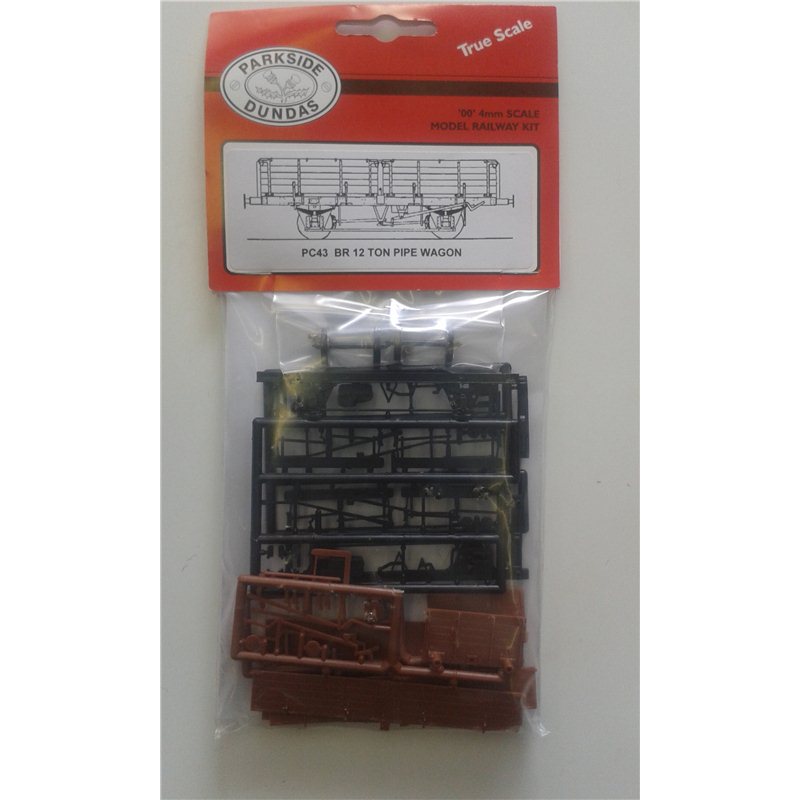 PARKSIDE
DUNDAS
True Scale
'00' 4mm SCALE
MODEL RAILWAY KIT
PC43 BR 12 TON PIPE WAGON